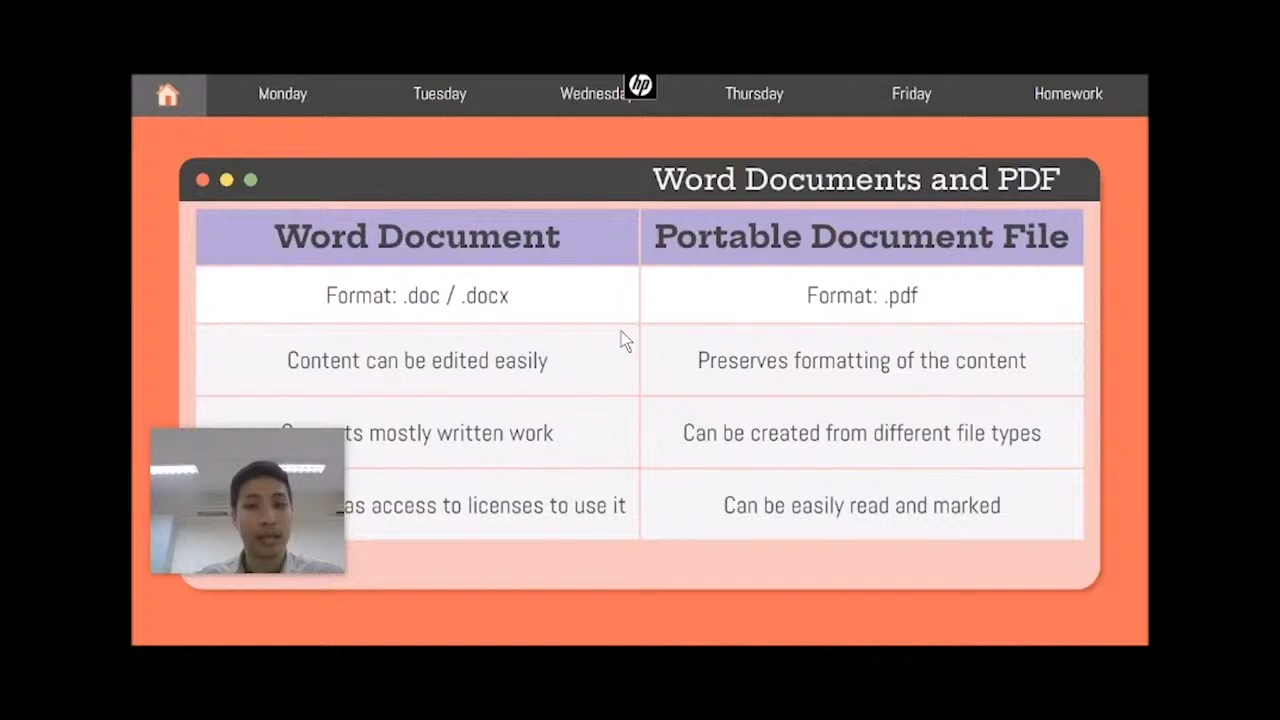 Monday Tuesday Wednesda hp Thursday Friday Homework
Word Documents and PDF
Word Document Portable Document File
Format: .doc / .docx Format: .pdf
Content can be edited easily Preserves formatting of the content
mostly written work Can be created from different file types
as access to licenses to use it Can be easily read and marked